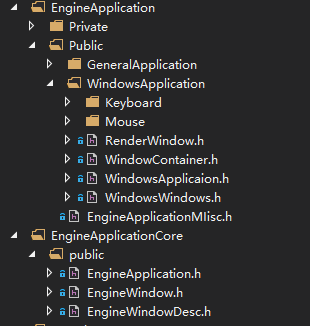 EngineApplication
Private
Public
GeneralApplication
WindowsApplication
Keyboard
Mouse
RenderWindow.h
WindowContainer.h
WindowsApplicaion.h
WindowsWindows.h
EngineApplicationMIisc.h
EngineApplicationCore
public
EngineApplication.h
EngineWindow.h
EngineWindowDesc.h